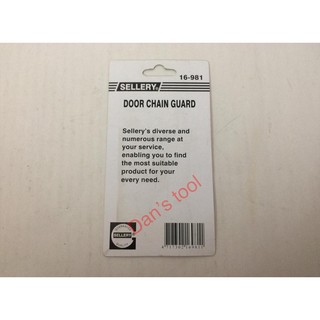 16-981
SELLERY
DOOR CHAIN GUARD
Sellery's diverse and
numerous range at
your service,
enabling you to find
the most suitable
product for your
every need.
Dan's tool
SELLERY